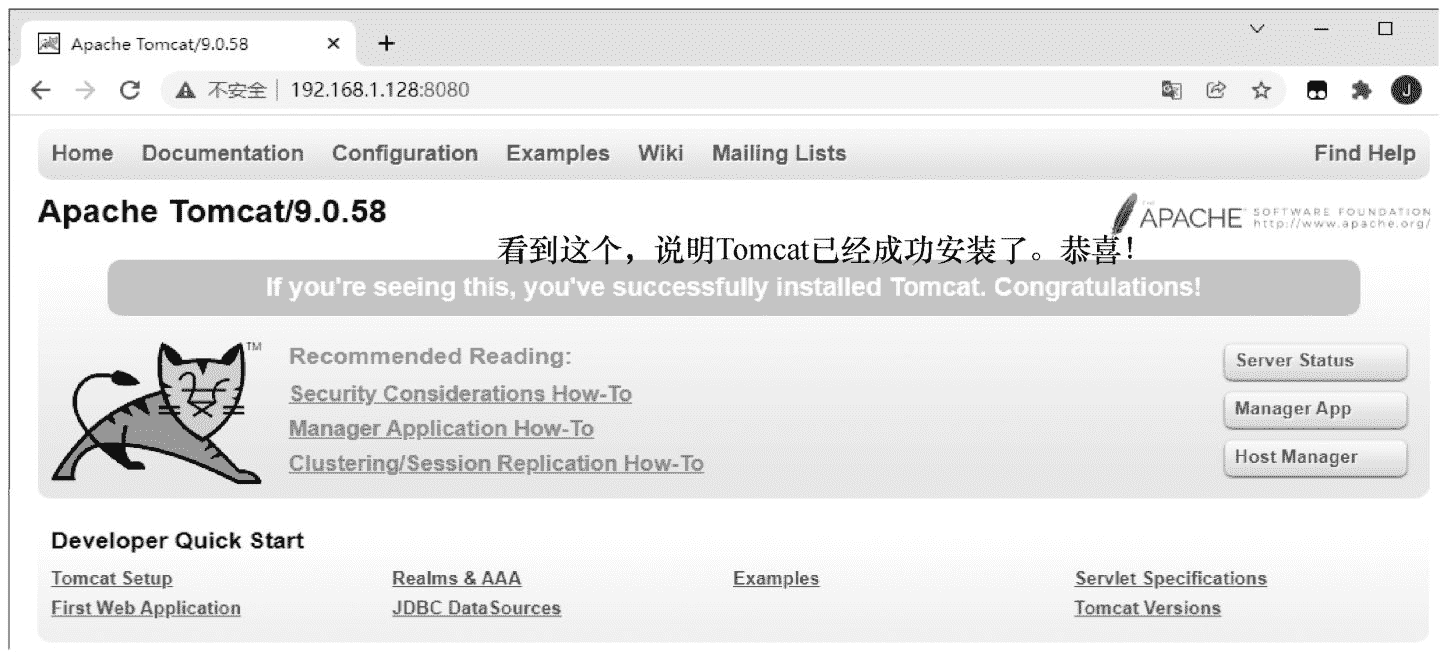 Apache Tomcat/9.0.58
不安全 192.168.1.128:8080
J
Home Documentation Configuration Examples Wiki Mailing Lists Find Help
Apache Tomcat/9.0.58
THE APACHE SOFTWARE FOUNDATION
http://www.apache.org/
看到这个，说明Tomcat已经成功安装了。恭喜！
If you're seeing this, you've successfully installed Tomcat. Congratulations!
TM
Recommended Reading:
Security Considerations How-To
Manager Application How-To
Clustering/Session Replication How-To
Server Status
Manager App
Host Manager
Developer Quick Start
Tomcat Setup Realms & AAA Examples Servlet Specifications
First Web Application JDBC DataSources Tomcat Versions